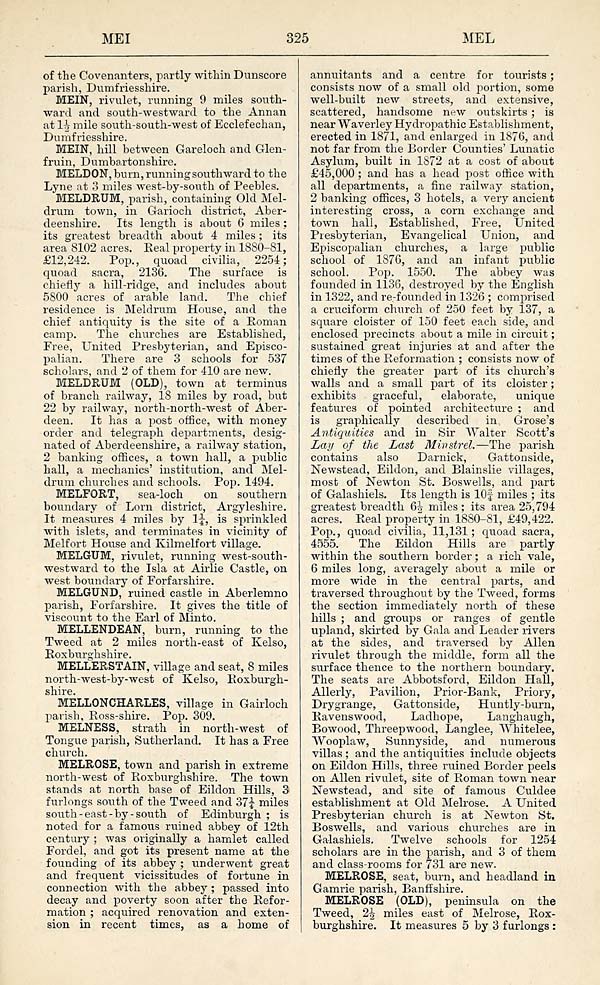 MEI 325 MEL
of the Covenanters, partly within Dunscore
parish, Dumfriesshire.
MEIN, rivulet, running 9 miles south-
ward and south-westward to the Annan
at 1½ mile south-south-west of Ecclefechan,
Dumfriesshire.
MEIN, hill between Gareloch and Glen-
fruin, Dumbartonshire.
MELDON, burn, running southward to the
Lyne at 3 miles west-by-south of Peebles.
MELDRUM, parish, containing Old Mel-
drum town, in Garioch district, Aber-
deenshire. Its length is about 6 miles;
its greatest breadth about 4 miles; its
area 8102 acres. Real property in 1880-81,
£12,242. Pop., quoad civilia, 2254;
quoad sacra, 2136. The surface is
chiefly a hill-ridge, and includes about
5800 acres of arable land. The chief
residence is Meldrum House, and the
chief antiquity is the site of a Roman
camp. The churches are Established,
Free, United Presbyterian, and Episco-
palian. There are 3 schools for 537
scholars, and 2 of them for 410 are new.
MELDRUM (OLD), town at terminus
of branch railway, 18 miles by road, but
22 by railway, north-north-west of Aber-
deen. It has a post office, with money
order and telegraph departments, desig-
nated of Aberdeenshire, a railway station,
2 banking offices, a town hall, a public
hall, a mechanics' institution, and Mel-
drum churches and schools. Pop. 1494.
MELFORT, sea-loch on southern
boundary of Lorn district, Argyleshire.
It measures 4 miles by 1¾, is sprinkled
with islets, and terminates in vicinity of
Melfort House and Kilmelfort village.
MELGUM, rivulet, running west-south-
westward to the Isla at Airlie Castle, on
west boundary of Forfarshire.
MELGUND, ruined castle in Aberlemno
parish, Forfarshire. It gives the title of
viscount to the Earl of Minto.
MELLENDEAN, burn, running to the
Tweed at 2 miles north-east of Kelso,
Roxburghshire.
MELLERSTAIN, village and seat, 8 miles
north-west-by-west of Kelso, Roxburgh-
shire.
MELLONCHARLES, village in Gairloch
parish, Ross-shire. Pop. 309.
MELNESS, strath in north-west of
Tongue parish, Sutherland. It has a Free
church.
MELROSE, town and parish in extreme
north-west of Roxburghshire. The town
stands at north base of Eildon Hills, 3
furlongs south of the Tweed and 37¼ miles
south-east-by-south of Edinburgh; is
noted for a famous ruined abbey of 12th
century; was originally a hamlet called
Fordel, and got its present name at the
founding of its abbey; underwent great
and frequent vicissitudes of fortune in
connection with the abbey; passed into
decay and poverty soon after the Refor-
mation; acquired renovation and exten-
sion in recent times, as a home of
annuitants and a centre for tourists;
consists now of a small old portion, some
well-built new streets, and extensive,
scattered, handsome new outskirts; is
near Waverley Hydropathic Establishment,
erected in 1871, and enlarged in 1876, and
not far from the Border Counties' Lunatic
Asylum, built in 1872 at a cost of about
£45,000; and has a head post office with
all departments, a fine railway station,
2 banking offices, 3 hotels, a very ancient
interesting cross, a corn exchange and
town hall, Established, Free, United
Presbyterian, Evangelical Union, and
Episcopalian churches, a large public
school of 1876, and an infant public
school. Pop. 1550. The abbey was
founded in 1136, destroyed by the English
in 1322, and re-founded in 1326; comprised
a cruciform church of 250 feet by 137, a
square cloister of 150 feet each side, and
enclosed precincts about a mile in circuit;
sustained great injuries at and after the
times of the Reformation; consists now of
chiefly the greater part of its church's
walls and a small part of its cloister;
exhibits graceful, elaborate, unique
features of pointed architecture; and
is graphically described in Grose's
Antiquities and in Sir Walter Scott's
Lay of the Last Minstrel.—The parish
contains also Darnick, Gattonside,
Newstead, Eildon, and Blainslie villages,
most of Newton St. Boswells, and part
of Galashiels. Its length is 10¾ miles; its
greatest breadth 6½ miles; its area 25,794
acres. Real property in 1880-81, £49,422.
Pop., quoad civilia, 11,131; quoad sacra,
4555. The Eildon Hills are partly
within the southern border; a rich vale,
6 miles long, averagely about a mile or
more wide in the central parts, and
traversed throughout by the Tweed, forms
the section immediately north of these
hills; and groups or ranges of gentle
upland, skirted by Gala and Leader rivers
at the sides, and traversed by Allen
rivulet through the middle, form all the
surface thence to the northern boundary.
The seats are Abbotsford, Eildon Hall,
Allerly, Pavilion, Prior-Bank, Priory,
Drygrange, Gattonside, Huntly-burn,
Ravenswood, Ladhope, Langhaugh,
Bowood, Threepwood, Langlee, Whitelee,
Wooplaw, Sunnyside, and numerous
villas; and the antiquities include objects
on Eildon Hills, three ruined Border peels
on Allen rivulet, site of Roman town near
Newstead, and site of famous Culdee
establishment at Old Melrose. A United
Presbyterian church is at Newton St.
Boswells, and various churches are in
Galashiels. Twelve schools for 1254
scholars are in the parish, and 3 of them
and class-rooms for 731 are new.
MELROSE, seat, burn, and headland in
Gamrie parish, Banffshire.
MELROSE (OLD), peninsula on the
Tweed, 2½ miles east of Melrose, Rox-
burghshire. It measures 5 by 3 furlongs: